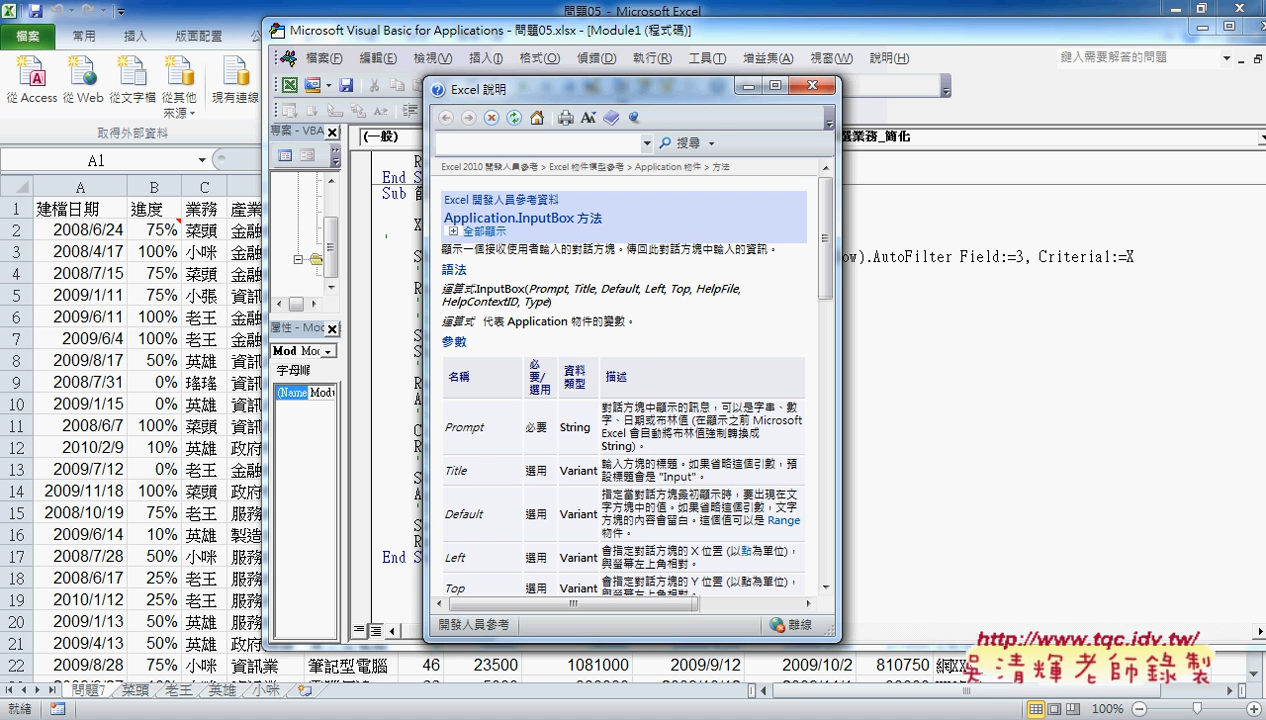 問題05 - Microsoft Excel
Microsoft Visual Basic for Applications - 問題05.xlsx - [Module1 (程式碼)]
檔案 常用 插入 版面配置
檔案(F) 編輯(E) 檢視(V) 插入(I) 格式(O) 偵錯(D) 執行(R) 工具(T) 增益集(A) 視窗(W) 說明(H)
鍵入需要解答的問題
從 Access 從 Web 從文字檔 從其他來源 現有連線
取得外部資料
專案 - VBA
(一般)
選業務_簡化
A1
A B C
1 建檔日期 進度 業務 產業
2 2008/6/24 75% 菜頭 金融
3 2008/4/17 100% 小咪 金融
4 2008/7/15 75% 菜頭 金融
5 2009/1/11 75% 小張 資訊
6 2009/6/11 100% 老王 金融
7 2009/6/4 100% 老王 金融
8 2009/8/17 50% 英雄 資訊
9 2008/7/31 0% 瑤瑤 資訊
10 2009/1/15 0% 英雄 資訊
11 2008/6/7 100% 菜頭 資訊
12 2010/2/9 10% 英雄 政府
13 2009/7/12 0% 老王 金融
14 2009/11/18 100% 菜頭 政府
15 2008/10/19 75% 老王 服務
16 2009/6/14 10% 英雄 製造
17 2008/7/28 50% 小咪 服務
18 2008/6/17 25% 老王 服務
19 2010/1/12 25% 老王 服務
20 2009/1/13 50% 英雄 服務
21 2009/4/13 50% 英雄 服務
22 2009/8/28 75% 小咪 資訊業 筆記型電腦 46 23500 1081000 2009/9/12 2009/10/2 810750
屬性 - Mod
Mod Mod
字母順
(Name Modu
End S
Sub
X
ow).AutoFilter Field:=3, Criteria1:=X
End S
Excel 說明
搜尋
Excel 2010 開發人員參考 > Excel 物件模型參考 > Application 物件 > 方法
Excel 開發人員參考資料
Application.InputBox 方法
全部顯示
顯示一個接收使用者輸入的對話方塊。傳回此對話方塊中輸入的資訊。
語法
運算式.InputBox(Prompt, Title, Default, Left, Top, HelpFile,
HelpContextID, Type)
運算式 代表 Application 物件的變數。
參數
名稱 必要/選用 資料類型 描述
Prompt 必要 String 對話方塊中顯示的訊息，可以是字串、數
字、日期或布林值 (在顯示之前 Microsoft
Excel 會自動將布林值強制轉換成
String)。
Title 選用 Variant 輸入方塊的標題。如果省略這個引數，預
設標題會是 "Input"。
Default 選用 Variant 指定當對話方塊最初顯示時，要出現在文
字方塊中的值。如果省略這個引數，文字
方塊的內容會留白。這個值可以是 Range
物件。
Left 選用 Variant 會指定對話方塊的 X 位置 (以點為單位)，
與螢幕左上角相對。
Top 選用 Variant 會指定對話方塊的 Y 位置 (以點為單位)，
與螢幕左上角相對。
開發人員參考 離線
http://www.tqc.idv.tw/
吳清輝老師錄製
問題7 菜頭 老王 英雄 小咪
就緒 100%